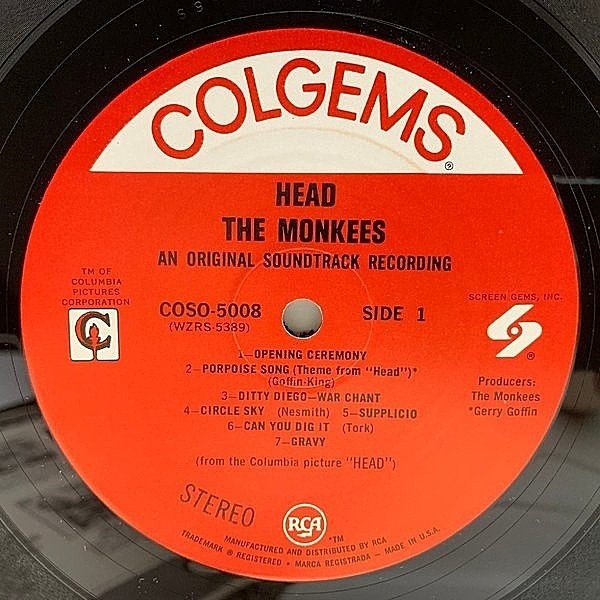 COLGEMS®
HEAD
THE MONKEES
AN ORIGINAL SOUNDTRACK RECORDING
TM OF
COLUMBIA
PICTURES
CORPORATION
C
COSO-5008
(WZRS-5389)
SIDE 1
SCREEN GEMS, INC.
S
®
1—OPENING CEREMONY
2—PORPOISE SONG (Theme from "Head")*
(Goffin-King)
3—DITTY DIEGO—WAR CHANT
4—CIRCLE SKY (Nesmith) 5—SUPPLICIO
6—CAN YOU DIG IT (Tork)
7—GRAVY
(from the Columbia picture "HEAD")
Producers:
The Monkees
*Gerry Goffin
STEREO
RCA
*TM
MANUFACTURED AND DISTRIBUTED BY RCA
TRADEMARK ® REGISTERED • MARCA REGISTRADA — MADE IN U.S.A.